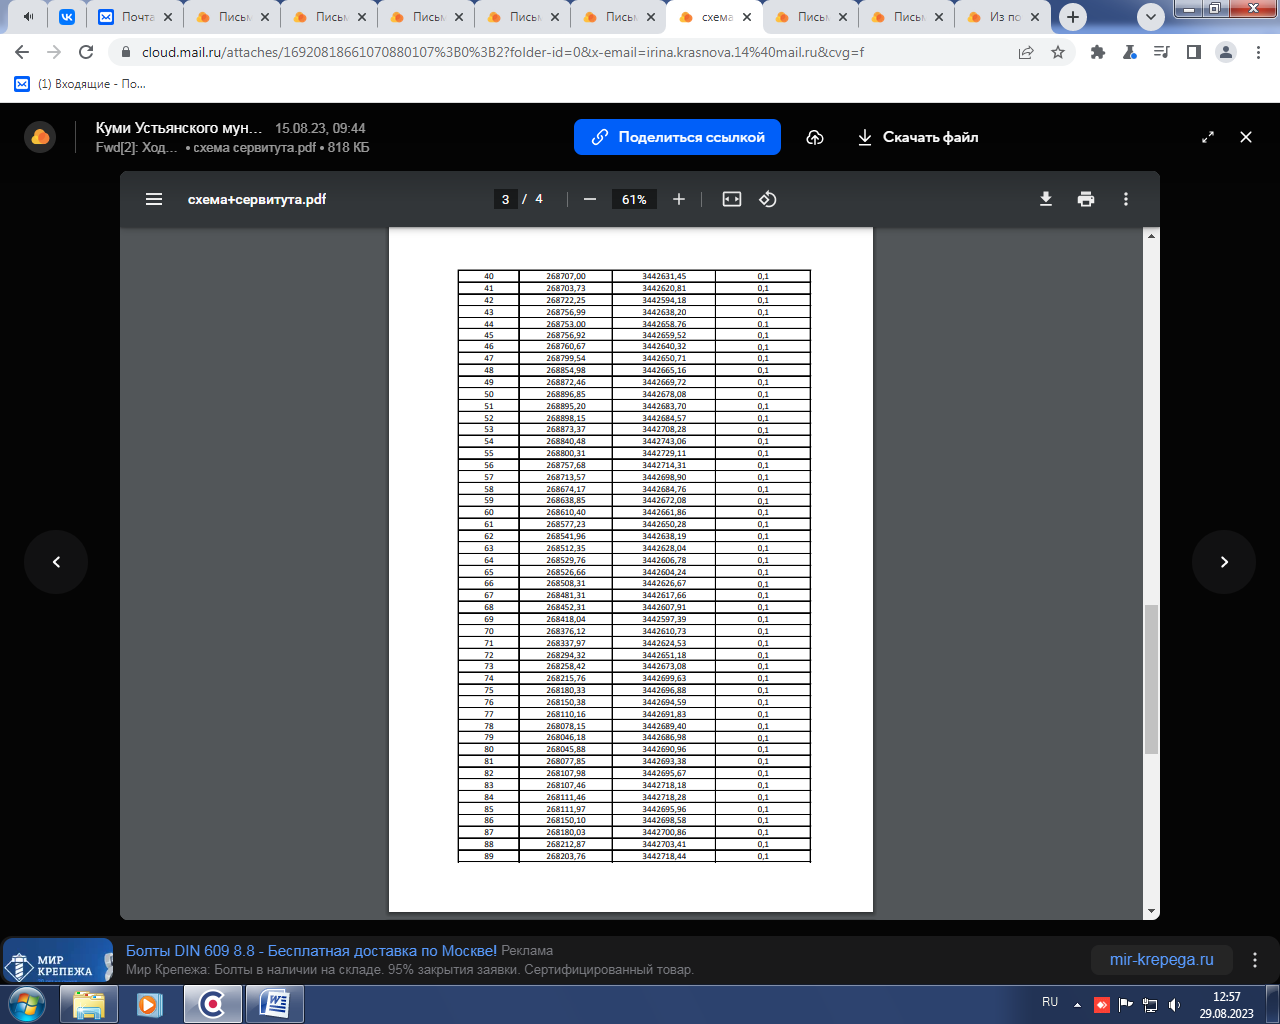 Почта
Письм
Письм
Письм
Письм
Письм
схема
Письм
Письм
Из по
cloud.mail.ru/attaches/16920818661070880107%3B0%3B2?folder-id=0&x-email=irina.krasnova.14%40mail.ru&cvg=f
(1) Входящие - По...
Куми Устьянского мун... 15.08.23, 09:44
Fwd[2]: Ход... • схема сервитута.pdf • 818 КБ
Поделиться ссылкой
Скачать файл
схема+сервитута.pdf
3 / 4
61%
40 268707,00 3442631,45 0,1
41 268703,73 3442620,81 0,1
42 268722,25 3442594,18 0,1
43 268756,99 3442638,20 0,1
44 268753,00 3442658,76 0,1
45 268756,92 3442659,52 0,1
46 268760,67 3442640,32 0,1
47 268799,54 3442650,71 0,1
48 268854,98 3442665,16 0,1
49 268872,46 3442669,72 0,1
50 268896,85 3442678,08 0,1
51 268895,20 3442683,70 0,1
52 268898,15 3442684,57 0,1
53 268873,37 3442708,28 0,1
54 268840,48 3442743,06 0,1
55 268800,31 3442729,11 0,1
56 268757,68 3442714,31 0,1
57 268713,57 3442698,90 0,1
58 268674,17 3442684,76 0,1
59 268638,85 3442672,08 0,1
60 268610,40 3442661,86 0,1
61 268577,23 3442650,28 0,1
62 268541,96 3442638,19 0,1
63 268512,35 3442628,04 0,1
64 268529,76 3442606,78 0,1
65 268526,66 3442604,24 0,1
66 268508,31 3442626,67 0,1
67 268481,31 3442617,66 0,1
68 268452,31 3442607,91 0,1
69 268418,04 3442597,39 0,1
70 268376,12 3442610,73 0,1
71 268337,97 3442624,53 0,1
72 268294,32 3442651,18 0,1
73 268258,42 3442673,08 0,1
74 268215,76 3442699,63 0,1
75 268180,33 3442696,88 0,1
76 268150,38 3442694,59 0,1
77 268110,16 3442691,83 0,1
78 268078,15 3442689,40 0,1
79 268046,18 3442686,98 0,1
80 268045,88 3442690,96 0,1
81 268077,85 3442693,38 0,1
82 268107,98 3442695,67 0,1
83 268107,46 3442718,18 0,1
84 268111,46 3442718,28 0,1
85 268111,97 3442695,96 0,1
86 268150,10 3442698,58 0,1
87 268180,03 3442700,86 0,1
88 268212,87 3442703,41 0,1
89 268203,76 3442718,44 0,1
МИР
КРЕПЕЖА
Болты DIN 609 8.8 - Бесплатная доставка по Москве! Реклама
Мир Крепежа: Болты в наличии на складе. 95% закрытия заявки. Сертифицированный товар.
mir-krepega.ru
RU
12:57
29.08.2023